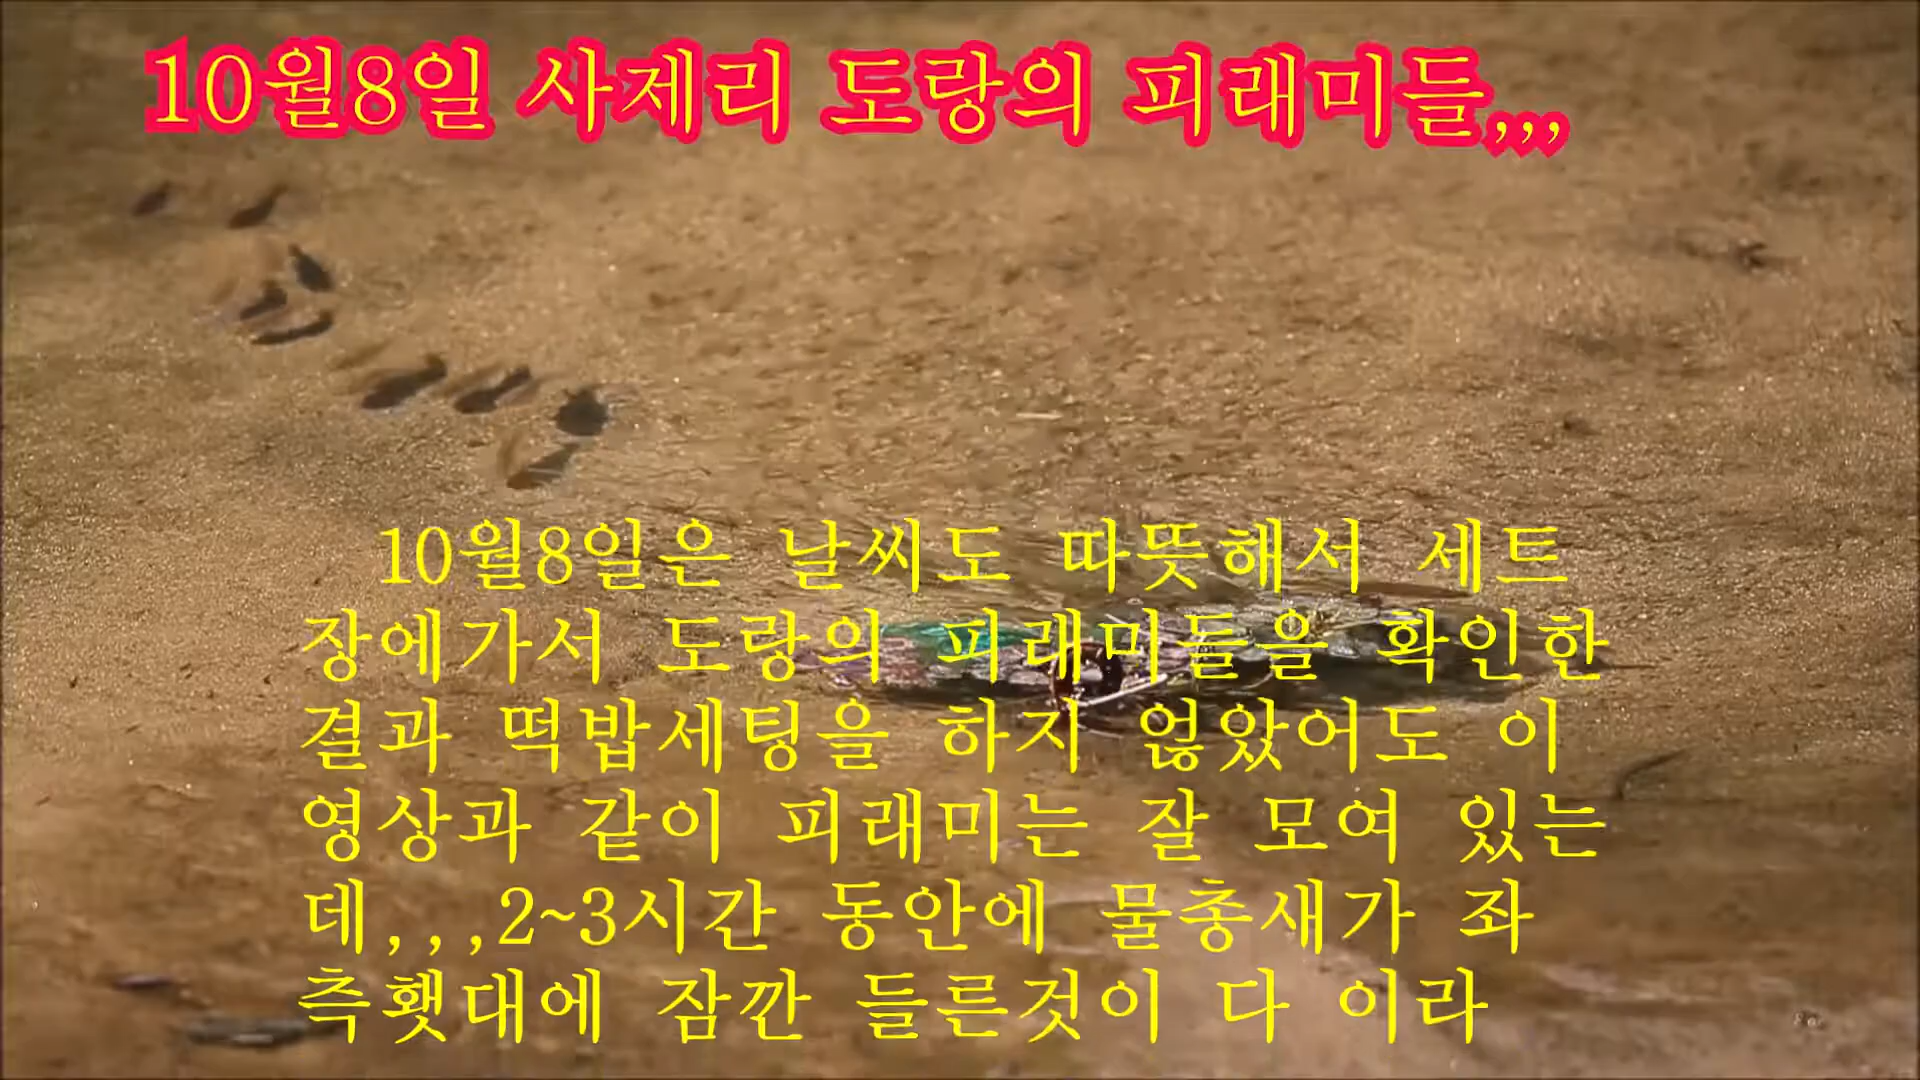 10월8일 사제리 도랑의 피래미들,,,
10월8일은 날씨도 따뜻해서 세트
장에가서 도랑의 피래미들을 확인한
결과 떡밥세팅을 하지 않았어도 이
영상과 같이 피래미는 잘 모여 있는
데,,,2~3시간 동안에 물총새가 좌
측횃대에 잠깐 들른것이 다 이라